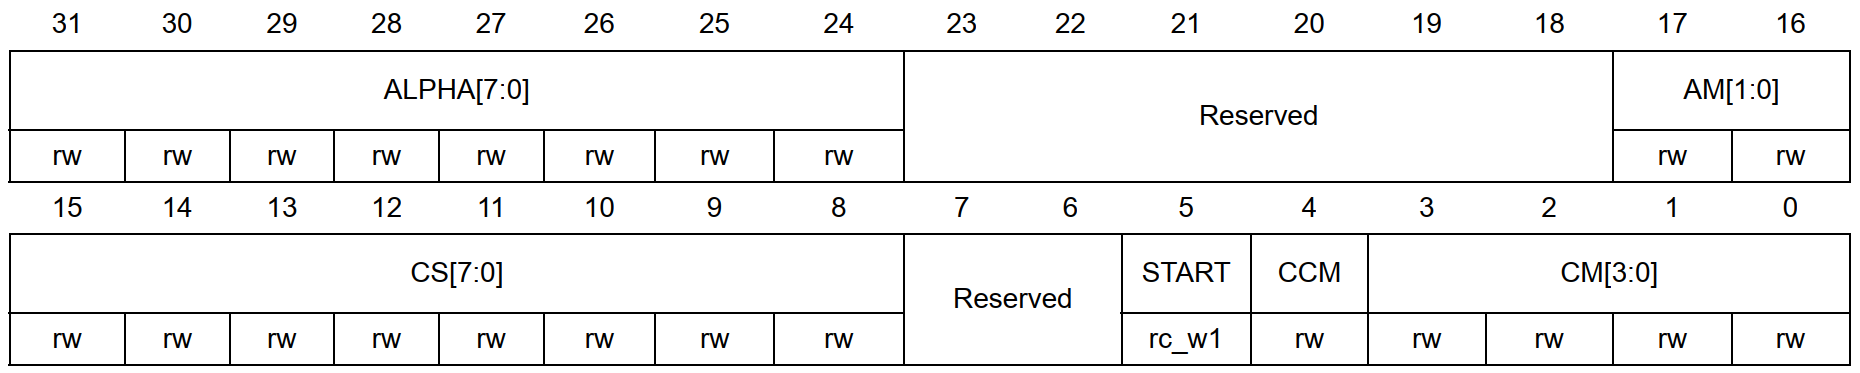 31 30 29 28 27 26 25 24 23 22 21 20 19 18 17 16
ALPHA[7:0] Reserved AM[1:0]
rw rw rw rw rw rw rw rw rw rw
15 14 13 12 11 10 9 8 7 6 5 4 3 2 1 0
CS[7:0] Reserved START CCM CM[3:0]
rw rw rw rw rw rw rw rw rc_w1 rw rw rw rw rw